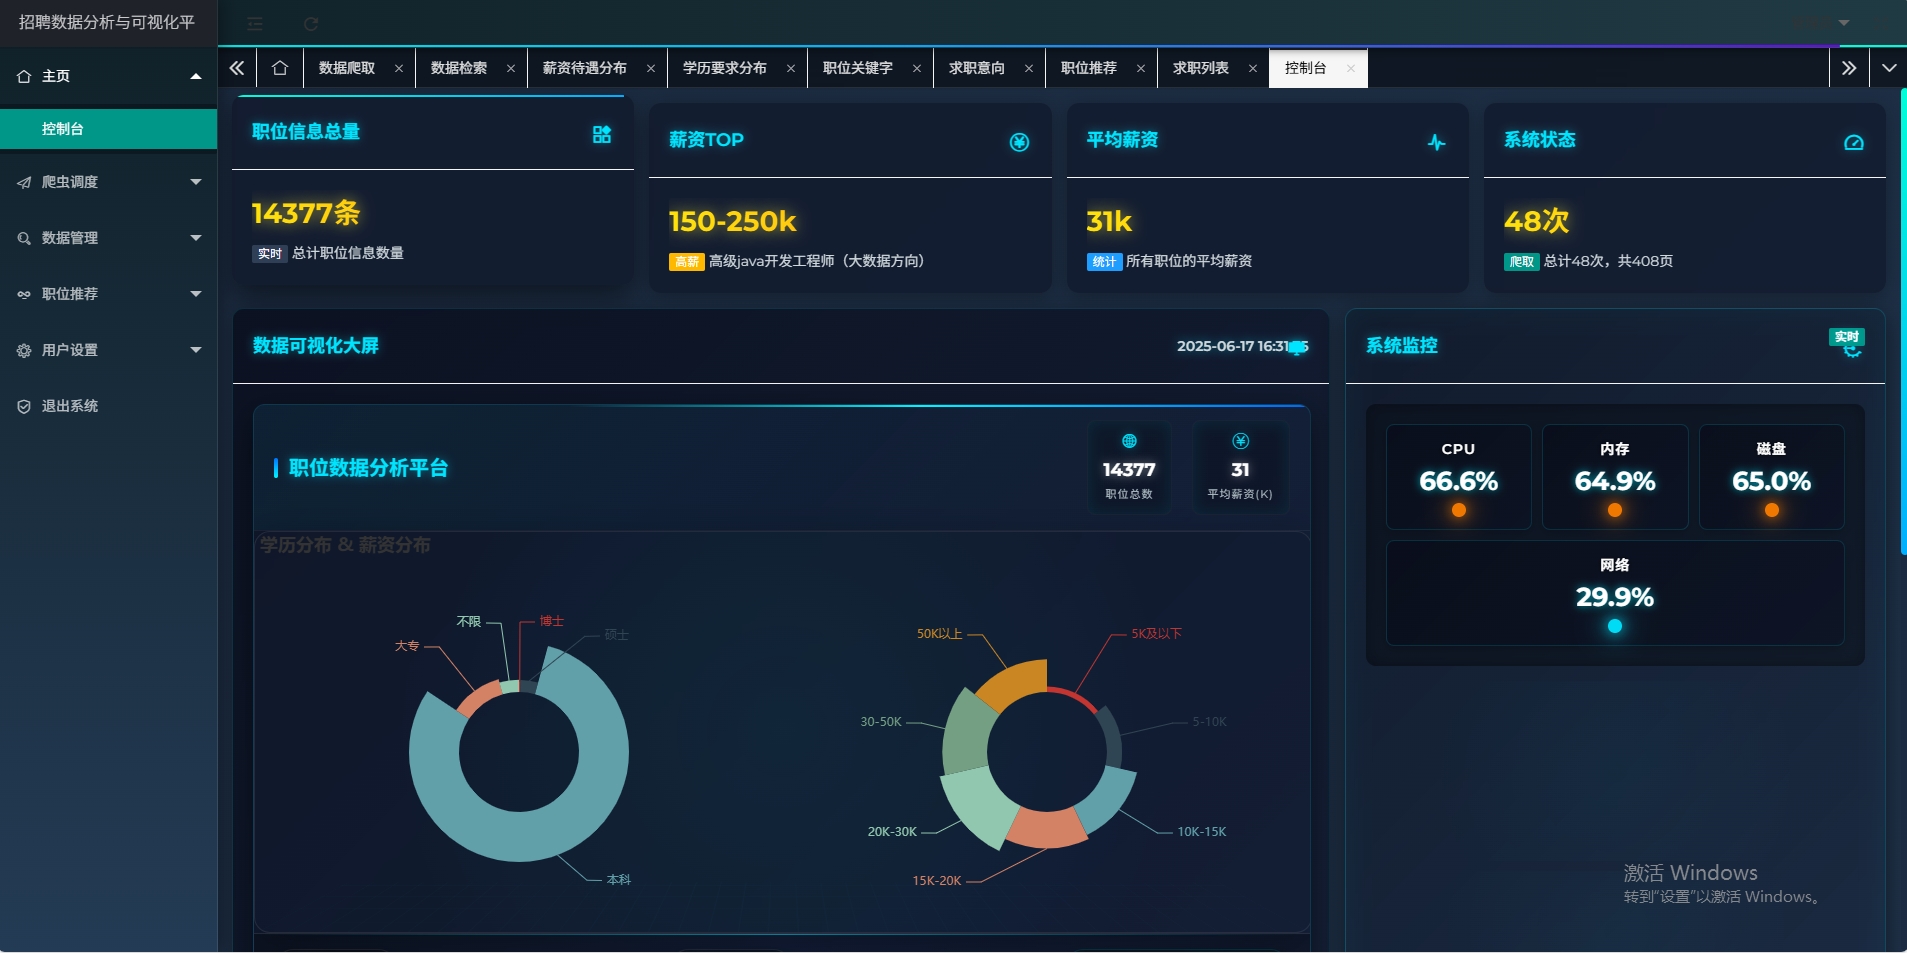 招聘数据分析与可视化平
主页
控制台
爬虫调度
数据管理
职位推荐
用户设置
退出系统
数据爬取 × 数据检索 × 薪资待遇分布 × 学历要求分布 × 职位关键字 × 求职意向 × 职位推荐 × 求职列表 × 控制台 ×
职位信息总量
14377条
实时 总计职位信息数量
薪资TOP
150-250k
高薪 高级java开发工程师（大数据方向）
平均薪资
31k
统计 所有职位的平均薪资
系统状态
48次
爬取 总计48次，共408页
数据可视化大屏
2025-06-17 16:31
职位数据分析平台
14377
职位总数
31
平均薪资(K)
学历分布 & 薪资分布
不限
博士
硕士
大专
本科
50K以上
5K及以下
30-50K
5-10K
20K-30K
10K-15K
15K-20K
系统监控
实时
CPU
66.6%
内存
64.9%
磁盘
65.0%
网络
29.9%
激活 Windows
转到"设置"以激活 Windows。